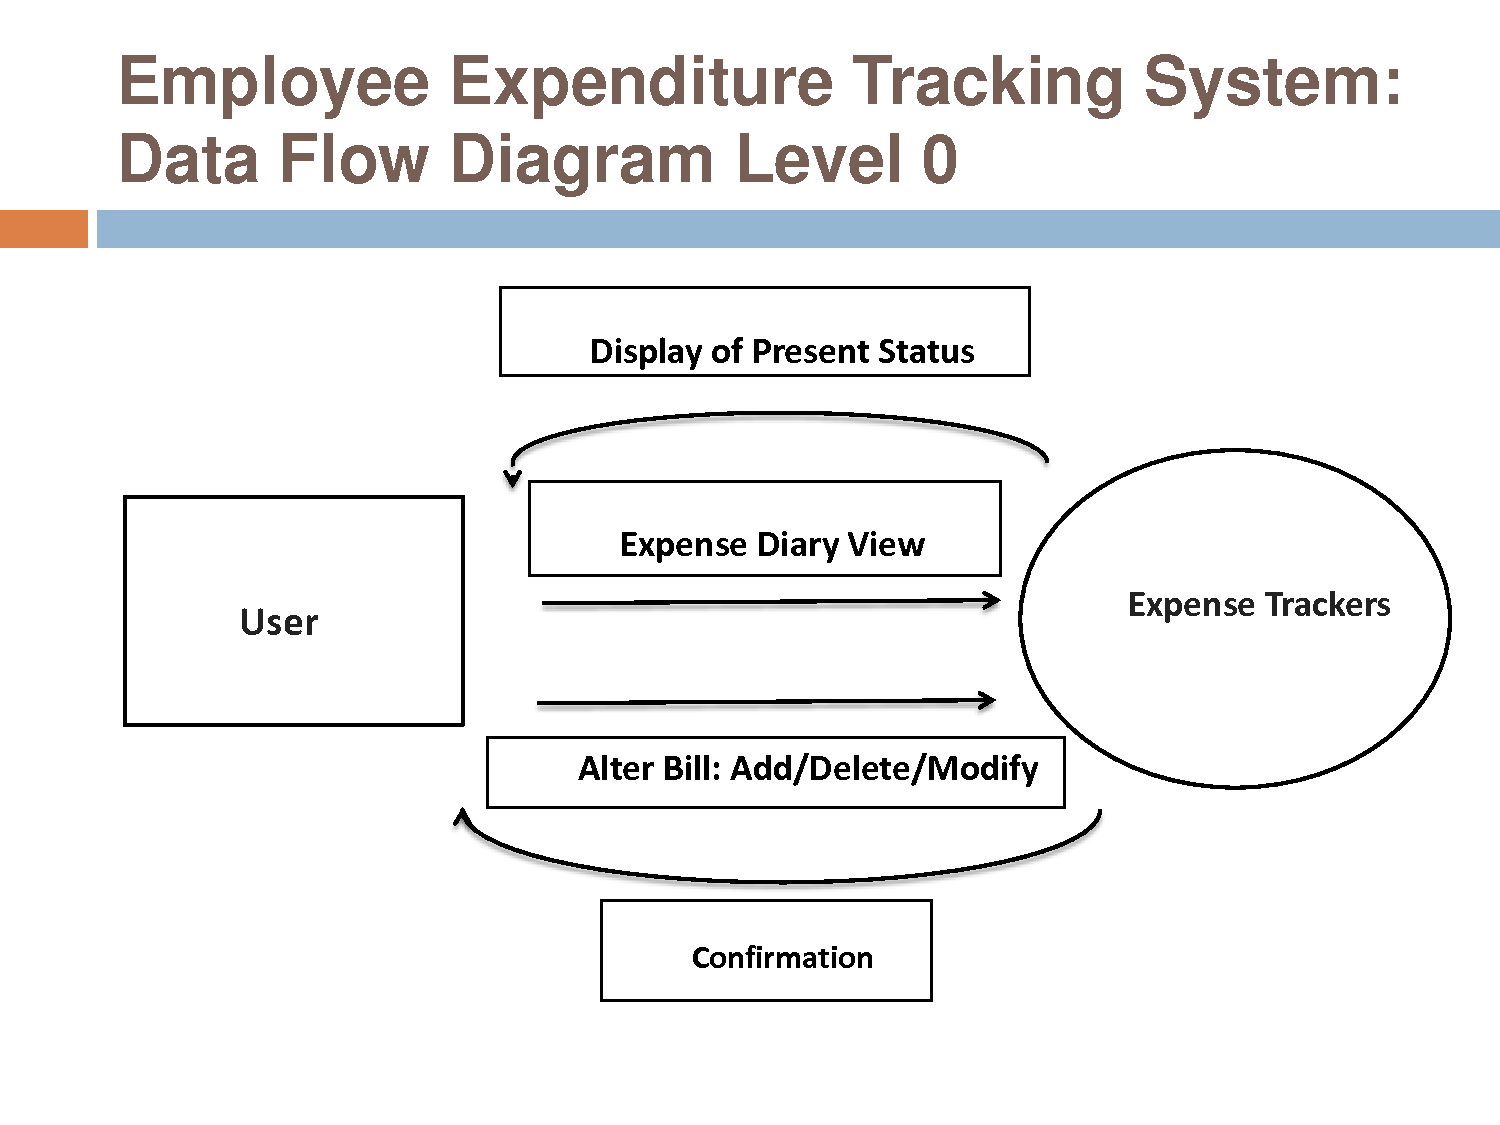 Employee Expenditure Tracking System:
Data Flow Diagram Level 0
Display of Present Status
Expense Diary View
User
Expense Trackers
Alter Bill: Add/Delete/Modify
Confirmation